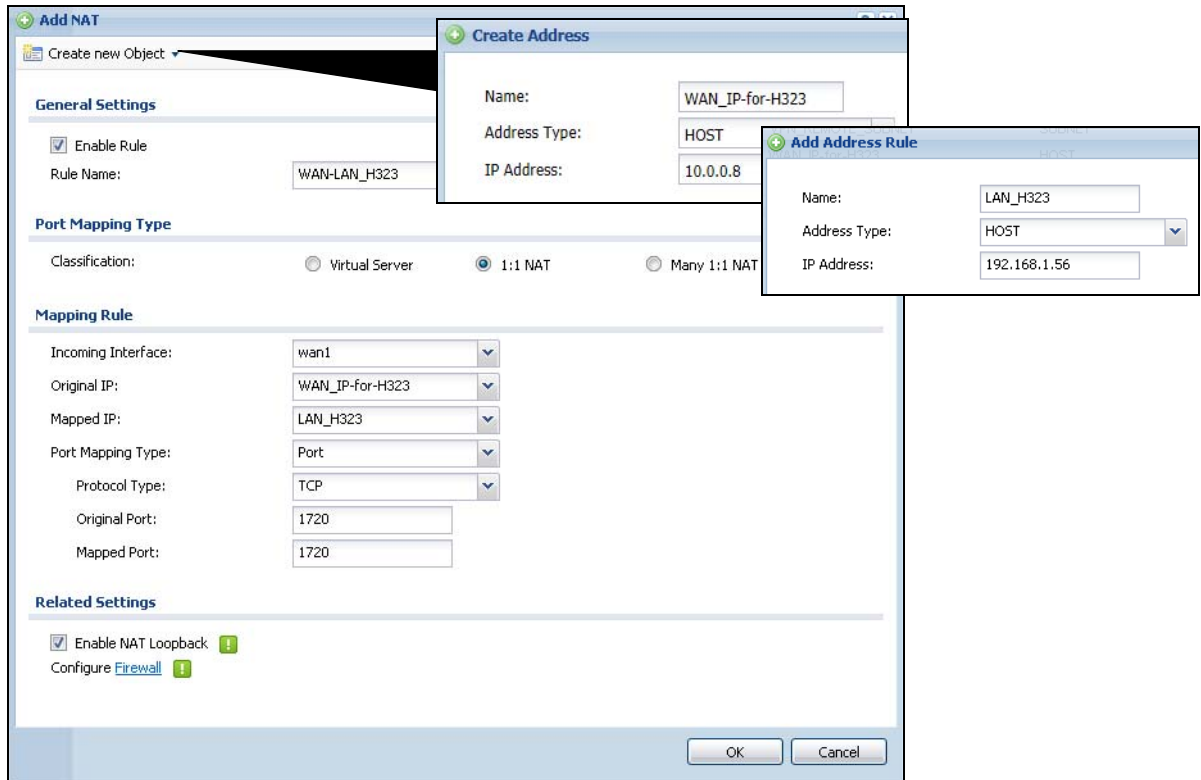 Add NAT
Create new Object
General Settings
Enable Rule
Rule Name: WAN-LAN_H323
Port Mapping Type
Classification: Virtual Server 1:1 NAT Many 1:1 NAT
Mapping Rule
Incoming Interface: wan1
Original IP: WAN_IP-for-H323
Mapped IP: LAN_H323
Port Mapping Type: Port
Protocol Type: TCP
Original Port: 1720
Mapped Port: 1720
Related Settings
Enable NAT Loopback
Configure Firewall
OK Cancel
Create Address
Name: WAN_IP-for-H323
Address Type: HOST
IP Address: 10.0.0.8
Add Address Rule
Name: LAN_H323
Address Type: HOST
IP Address: 192.168.1.56